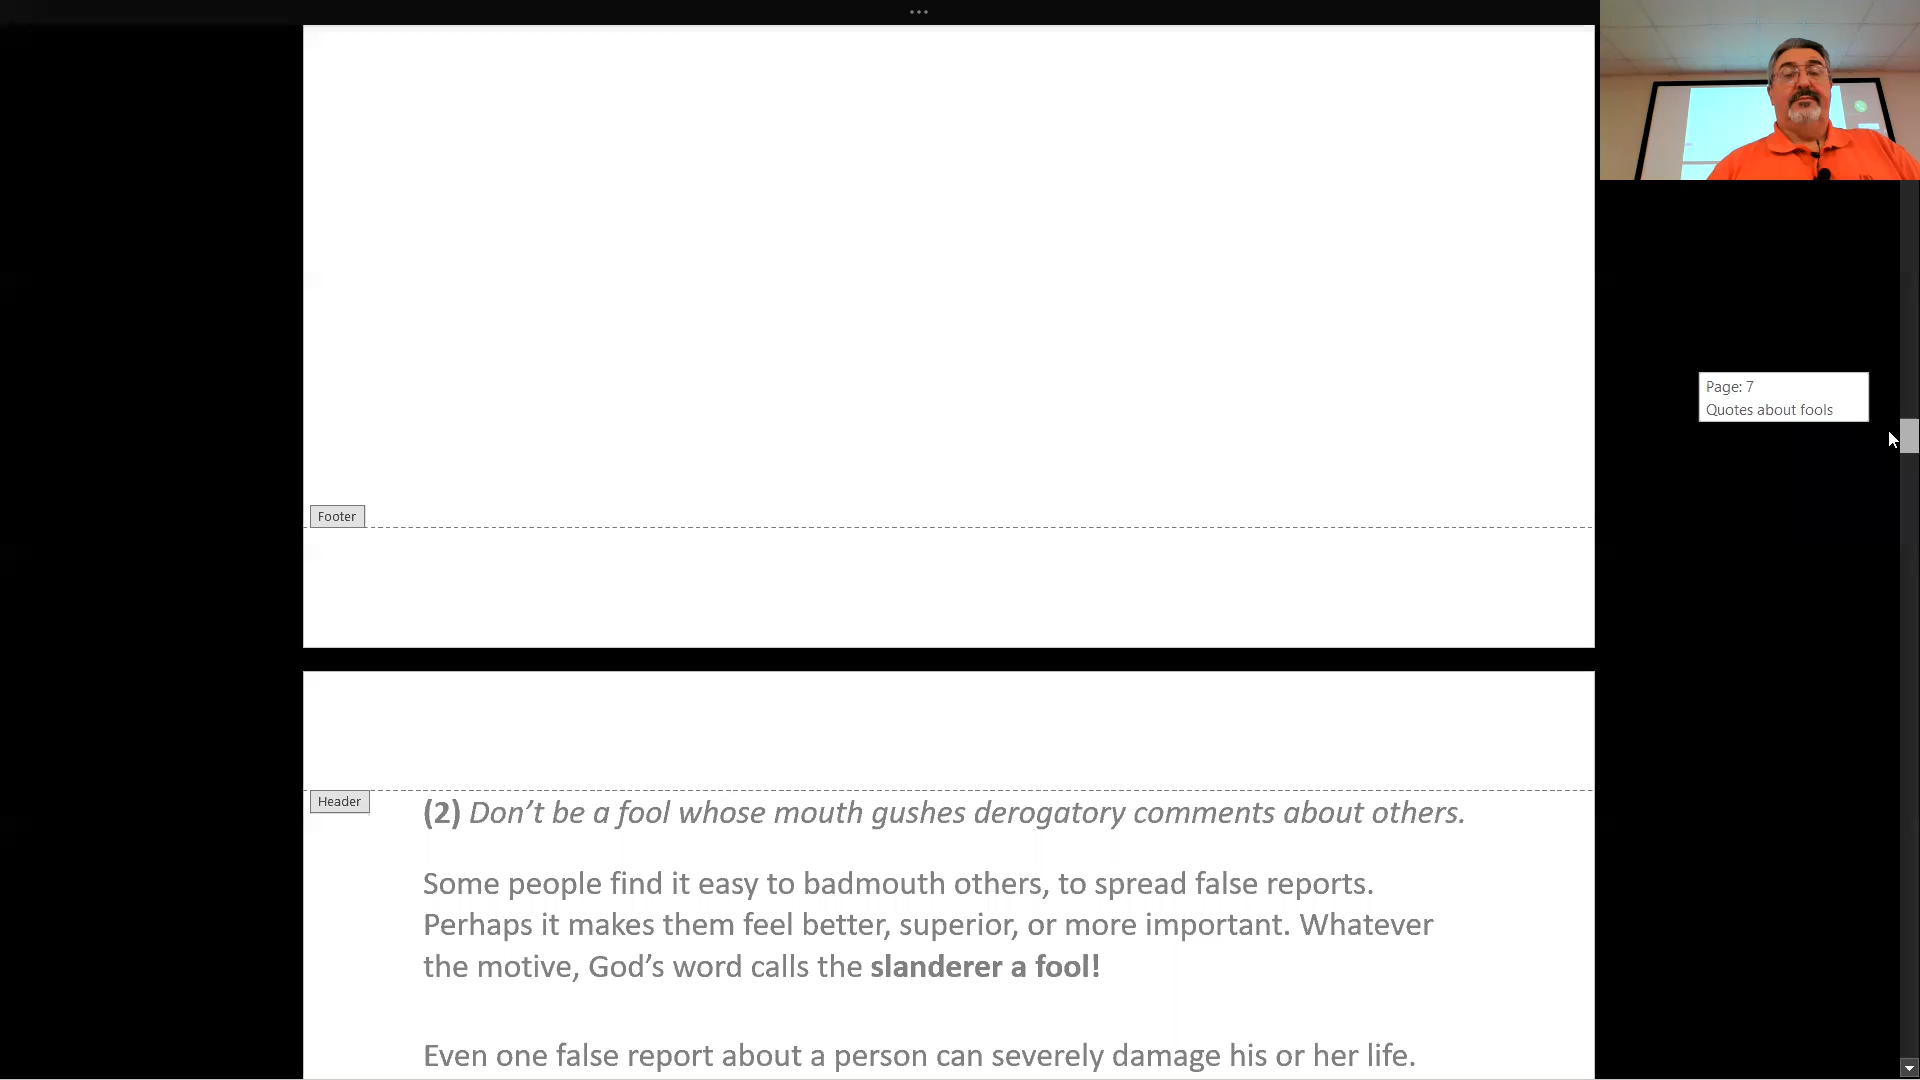 Page: 7
Quotes about fools
Footer
Header
(2) Don’t be a fool whose mouth gushes derogatory comments about others.
Some people find it easy to badmouth others, to spread false reports.
Perhaps it makes them feel better, superior, or more important. Whatever
the motive, God’s word calls the slanderer a fool!
Even one false report about a person can severely damage his or her life.